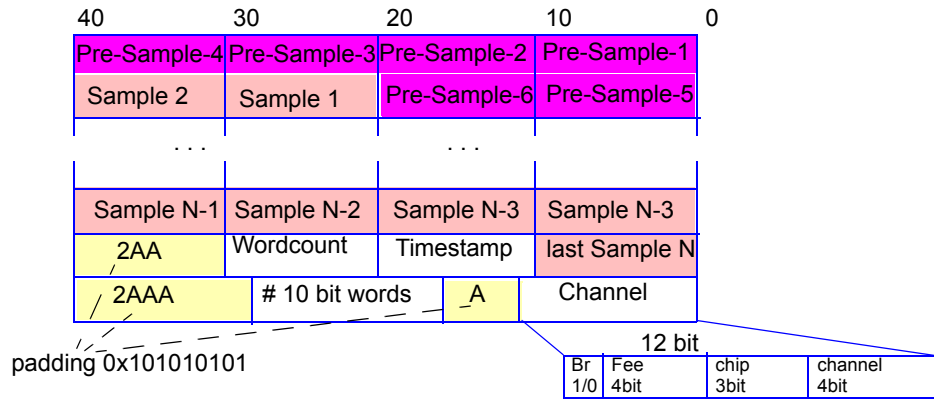 40 30 20 10 0
Pre-Sample-4 Pre-Sample-3 Pre-Sample-2 Pre-Sample-1
Sample 2 Sample 1 Pre-Sample-6 Pre-Sample-5
. . . . . .
Sample N-1 Sample N-2 Sample N-3 Sample N-3
2AA Wordcount Timestamp last Sample N
2AAA # 10 bit words A Channel
12 bit
padding 0x101010101
Br Fee chip channel
1/0 4bit 3bit 4bit